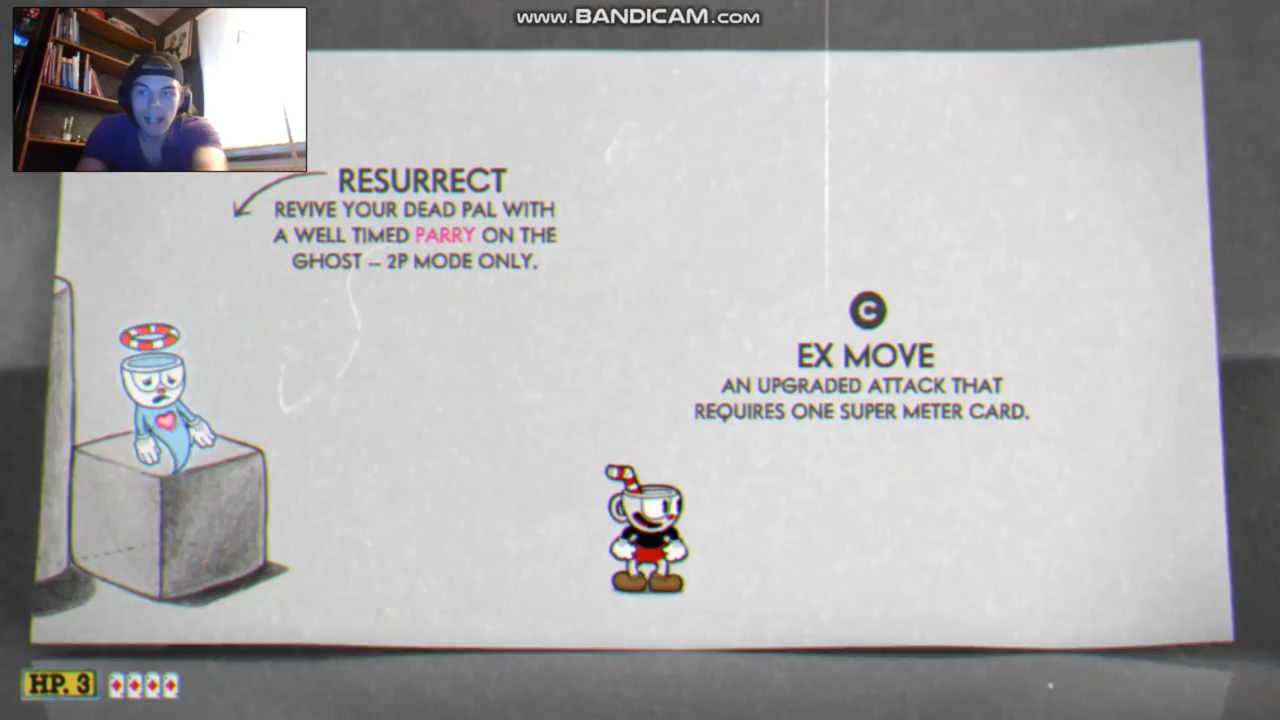 www.BANDICAM.com
RESURRECT
REVIVE YOUR DEAD PAL WITH
A WELL TIMED PARRY ON THE
GHOST – 2P MODE ONLY.
C
EX MOVE
AN UPGRADED ATTACK THAT
REQUIRES ONE SUPER METER CARD.
HP. 3